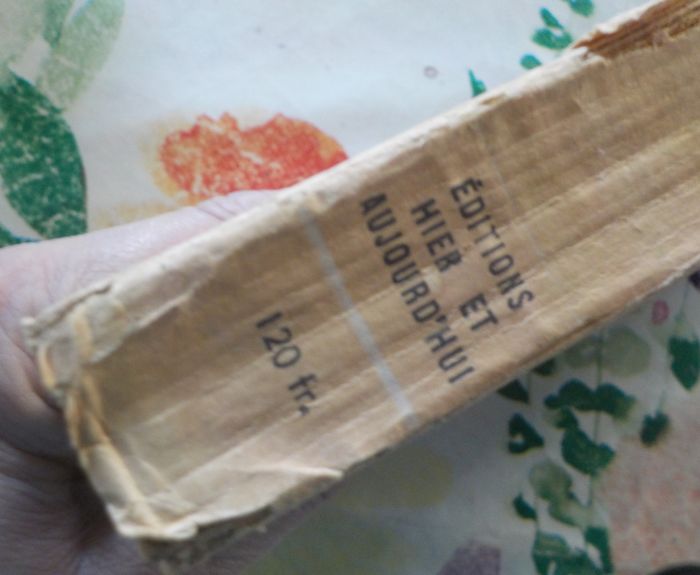 ÉDITIONS
HIER ET
AUJOURD'HUI
120 fr.